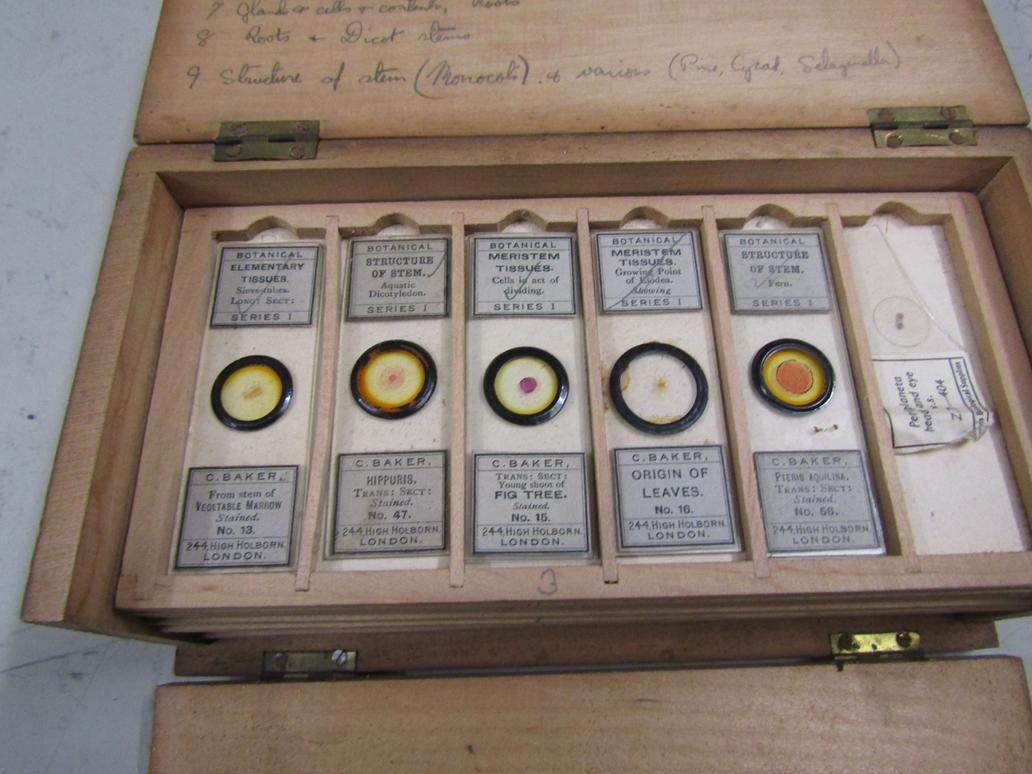 7 Glands & cells & contents, Roots
8 Roots & Dicot stems
9 Structure of stem (Monocots). & various (Pine, Cycad, Selaginella)
BOTANICAL
ELEMENTARY
TISSUES.
Sieve-tubes.
LONG: SECT:
SERIES I
C. BAKER,
From stem of
VEGETABLE MARROW
Stained.
No. 13.
244, HIGH HOLBORN.
LONDON.
BOTANICAL
STRUCTURE
OF STEM.
Aquatic
Dicotyledon.
SERIES I
C. BAKER,
HIPPURIS.
TRANS: SECT:
Stained.
No. 47.
244, HIGH HOLBORN.
LONDON.
BOTANICAL
MERISTEM
TISSUES.
Cells in act of
dividing.
SERIES I
C. BAKER,
TRANS: SECT:
Young shoot of
FIG TREE.
Stained.
No. 15.
244, HIGH HOLBORN.
LONDON.
BOTANICAL
MERISTEM
TISSUES.
Growing Point
of Elodea.
Showing
SERIES I
ORIGIN OF
LEAVES.
No. 16.
244, HIGH HOLBORN.
LONDON.
BOTANICAL
STRUCTURE
OF STEM.
Fern.
SERIES I
C. BAKER,
PTERIS AQUILINA.
TRANS: SECT:
Stained.
No. 56.
244, HIGH HOLBORN.
LONDON.
Periplaneta
head and eye
t.s.
Z 404
3